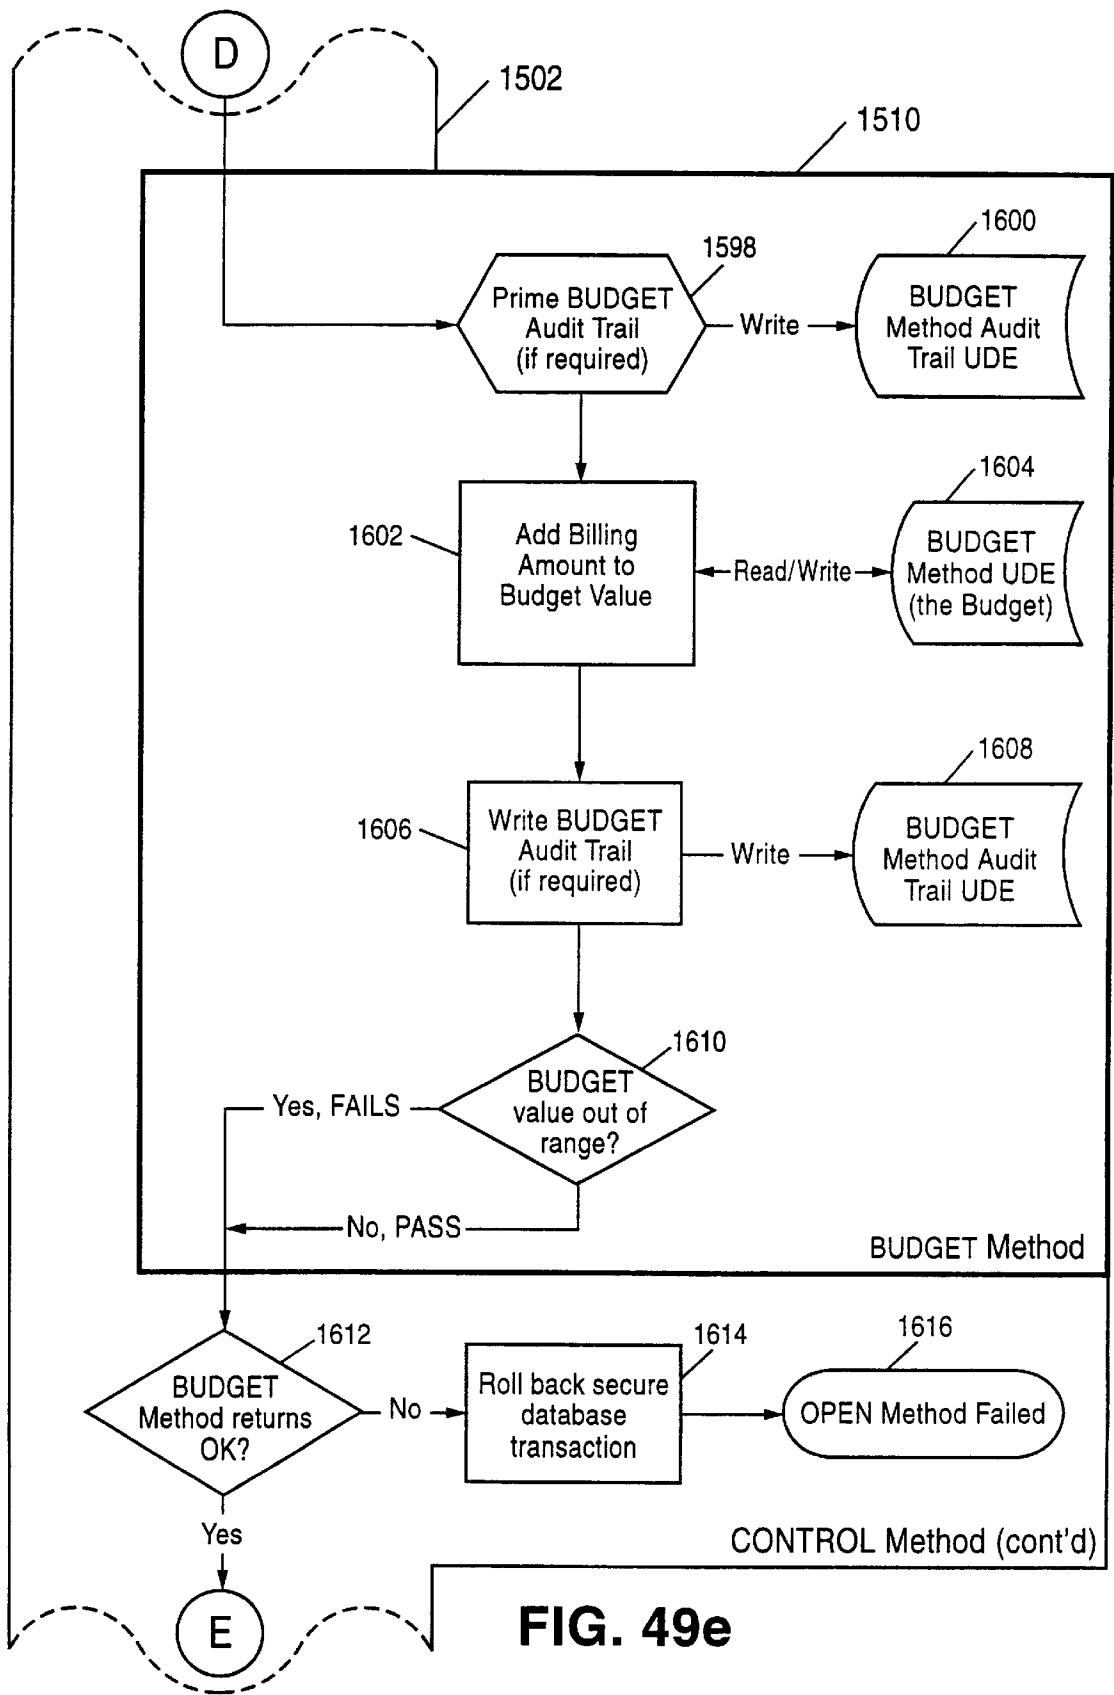 D
1502
1510
1598
Prime BUDGET
Audit Trail
(if required)
Write
1600
BUDGET
Method Audit
Trail UDE
1602
Add Billing
Amount to
Budget Value
Read/Write
1604
BUDGET
Method UDE
(the Budget)
1606
Write BUDGET
Audit Trail
(if required)
Write
1608
BUDGET
Method Audit
Trail UDE
1610
BUDGET
value out of
range?
Yes, FAILS
No, PASS
BUDGET Method
1612
BUDGET
Method returns
OK?
No
1614
Roll back secure
database
transaction
1616
OPEN Method Failed
Yes
CONTROL Method (cont'd)
E
FIG. 49e